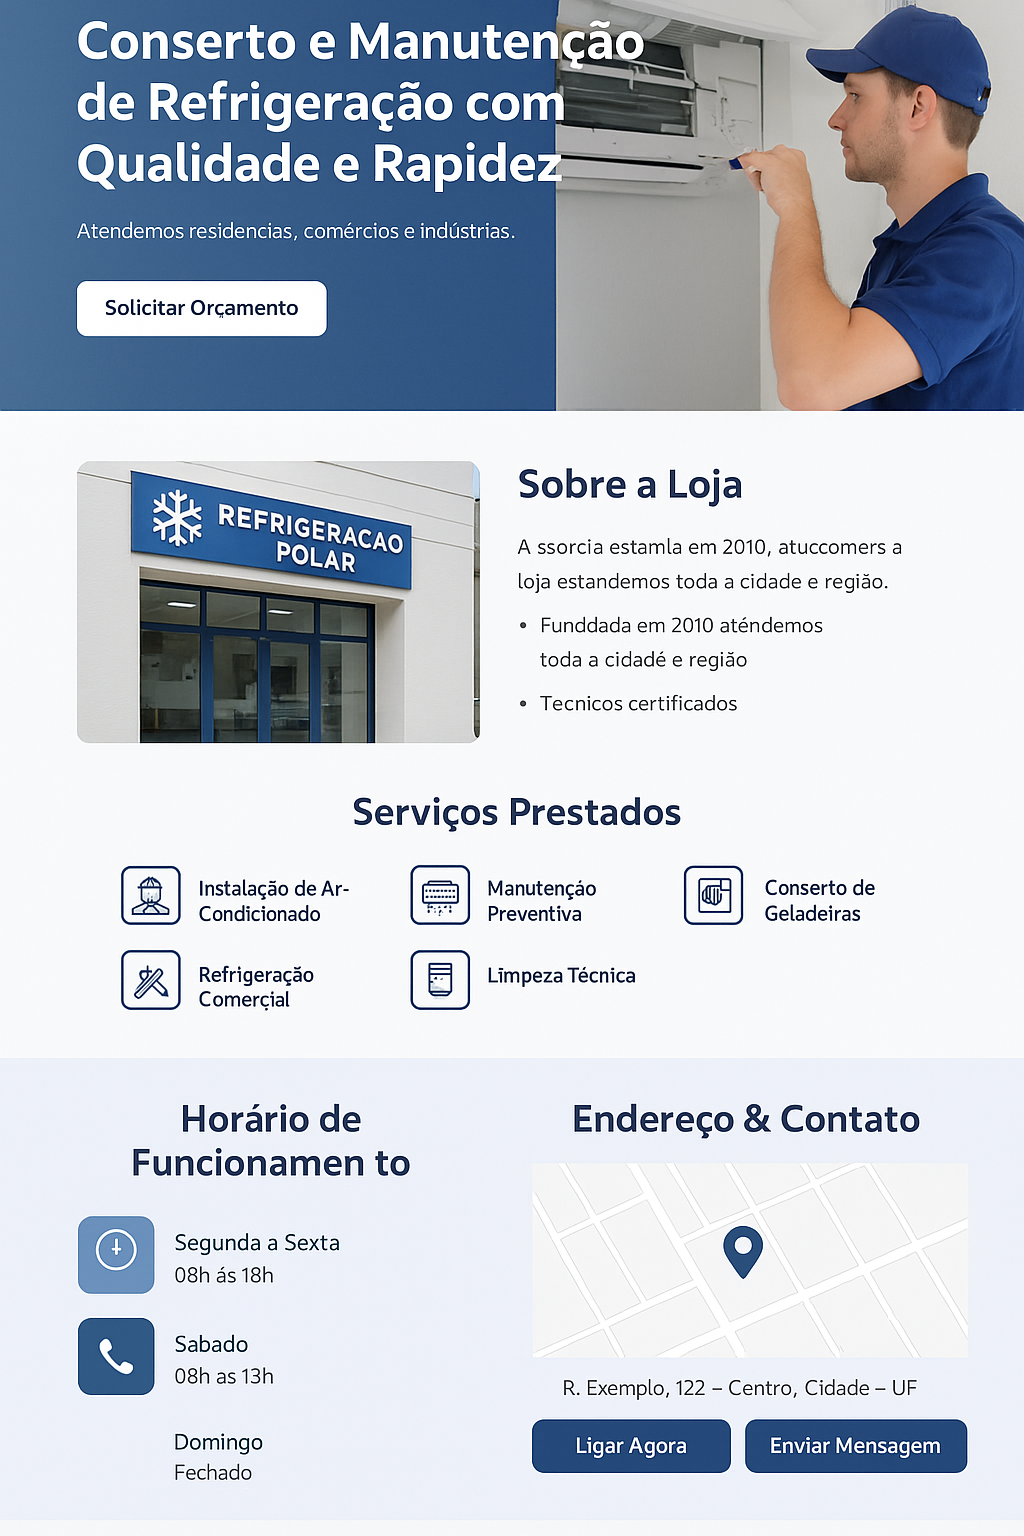 Conserto e Manutenção
de Refrigeração com
Qualidade e Rapidez
Atendemos residencias, comércios e indústrias.
Solicitar Orçamento
REFRIGERACAO
POLAR
Sobre a Loja
A ssorcia estamla em 2010, atuccomers a
loja estandemos toda a cidade e região.
• Funddada em 2010 aténdemos
toda a cidadé e região
• Tecnicos certificados
Serviços Prestados
Instalação de Ar-
Condicionado
Manutenção
Preventiva
Conserto de
Geladeiras
Refrigeração
Comerçial
Limpeza Técnica
Horário de
Funcionamen to
Segunda a Sexta
08h ás 18h
Sabado
08h as 13h
Domingo
Fechado
Endereço & Contato
R. Exemplo, 122 – Centro, Cidade – UF
Ligar Agora
Enviar Mensagem